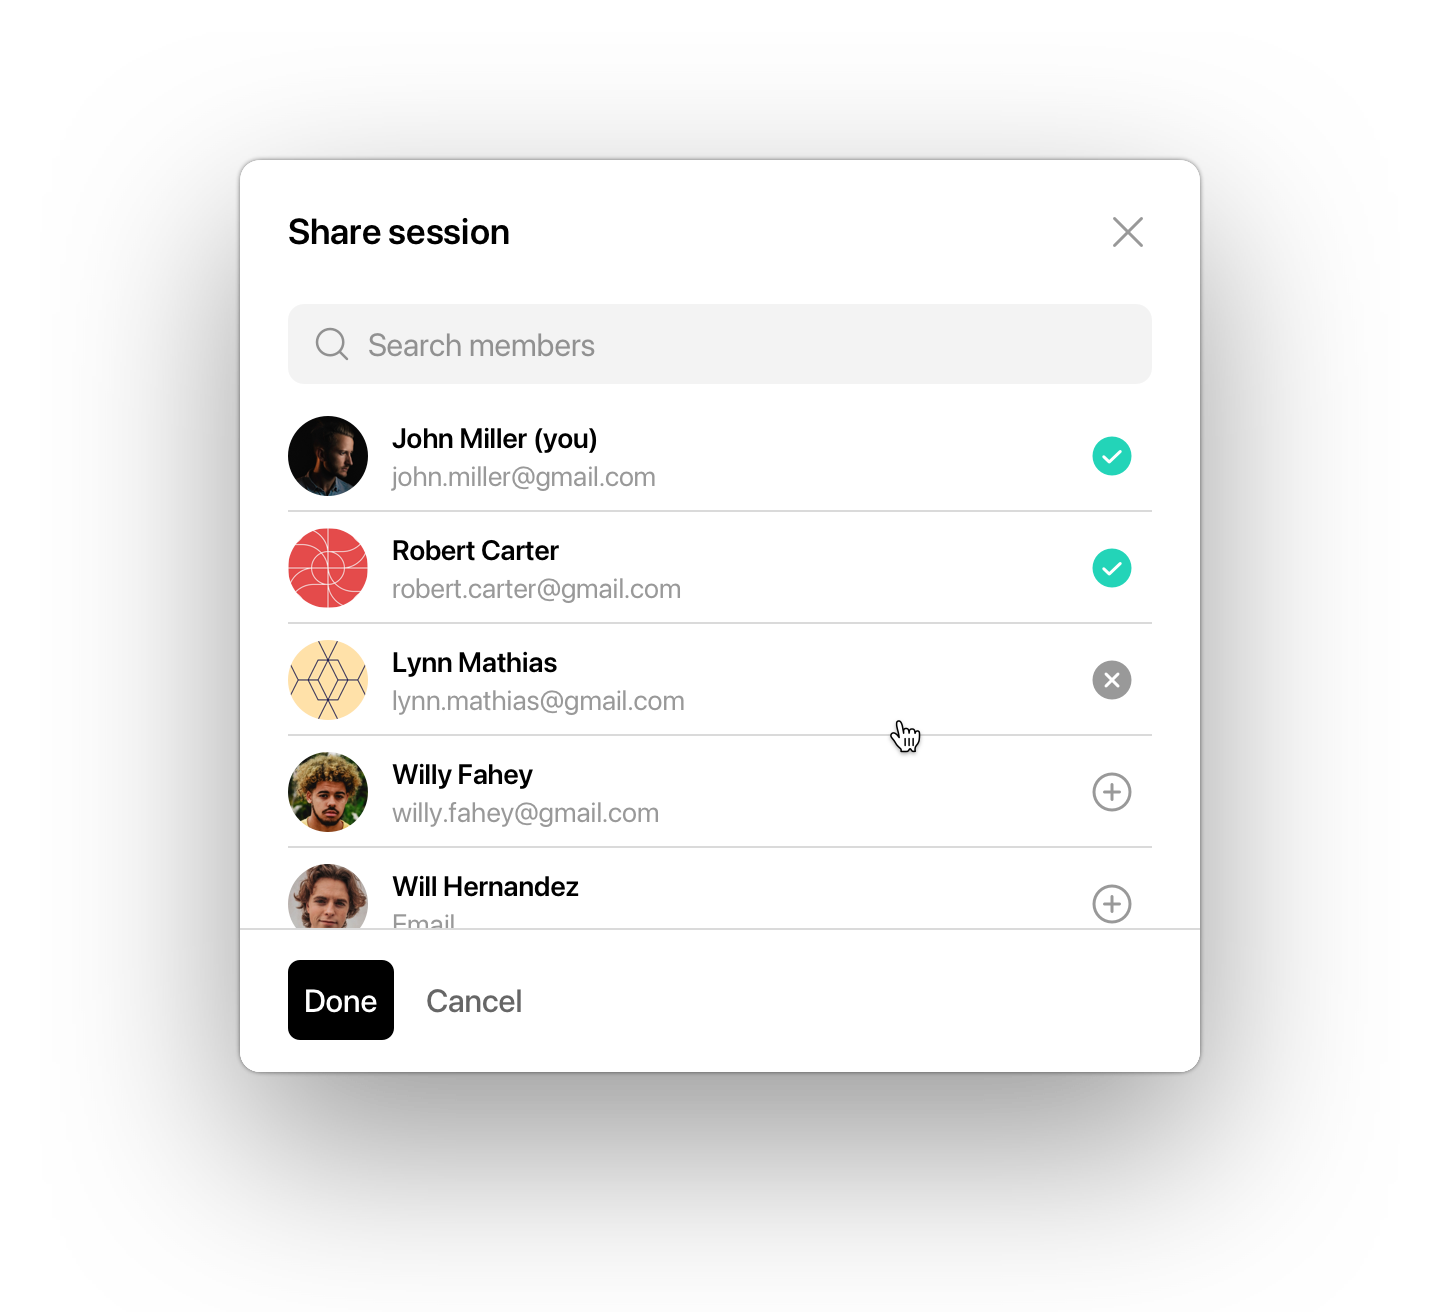 Share session
Search members
John Miller (you)
john.miller@gmail.com
Robert Carter
robert.carter@gmail.com
Lynn Mathias
lynn.mathias@gmail.com
Willy Fahey
willy.fahey@gmail.com
Will Hernandez
Email
Done Cancel